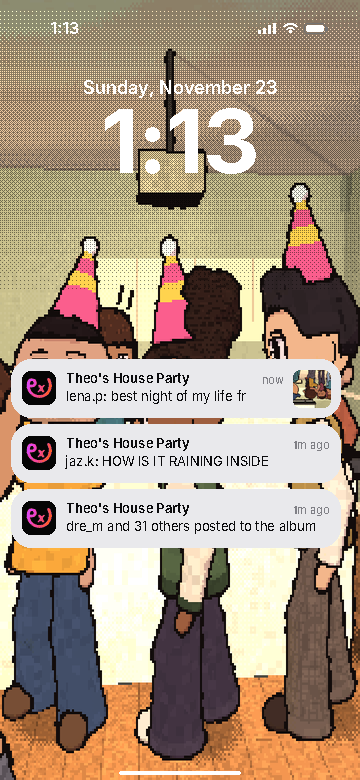 1:13
Sunday, November 23
1:13
Theo's House Party
now
lena.p: best night of my life fr
Theo's House Party
1m ago
jaz.k: HOW IS IT RAINING INSIDE
Theo's House Party
1m ago
dre_m and 31 others posted to the album